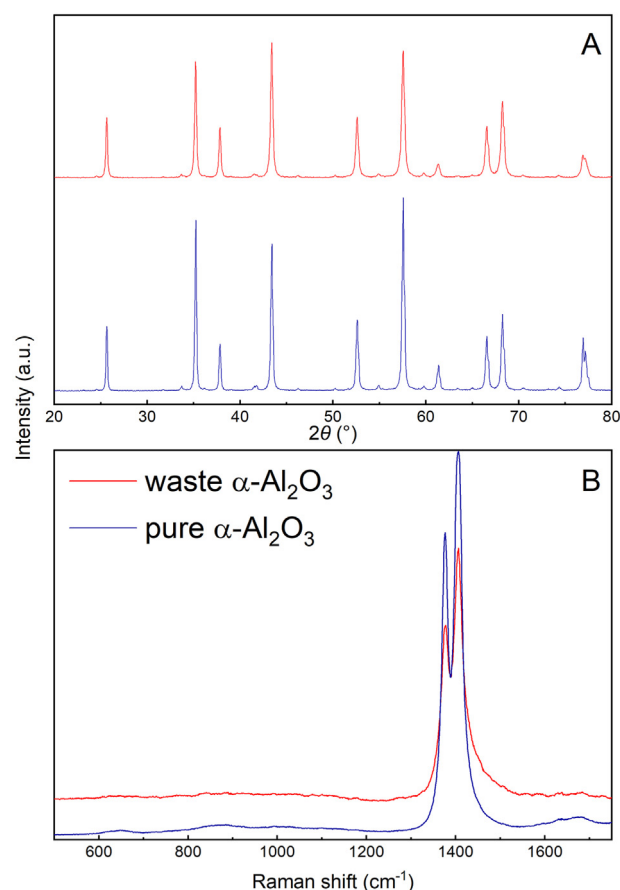 A
20 30 40 50 60 70 80
2θ (°)
Intensity (a.u.)
B
waste α-Al₂O₃
pure α-Al₂O₃
600 800 1000 1200 1400 1600
Raman shift (cm⁻¹)